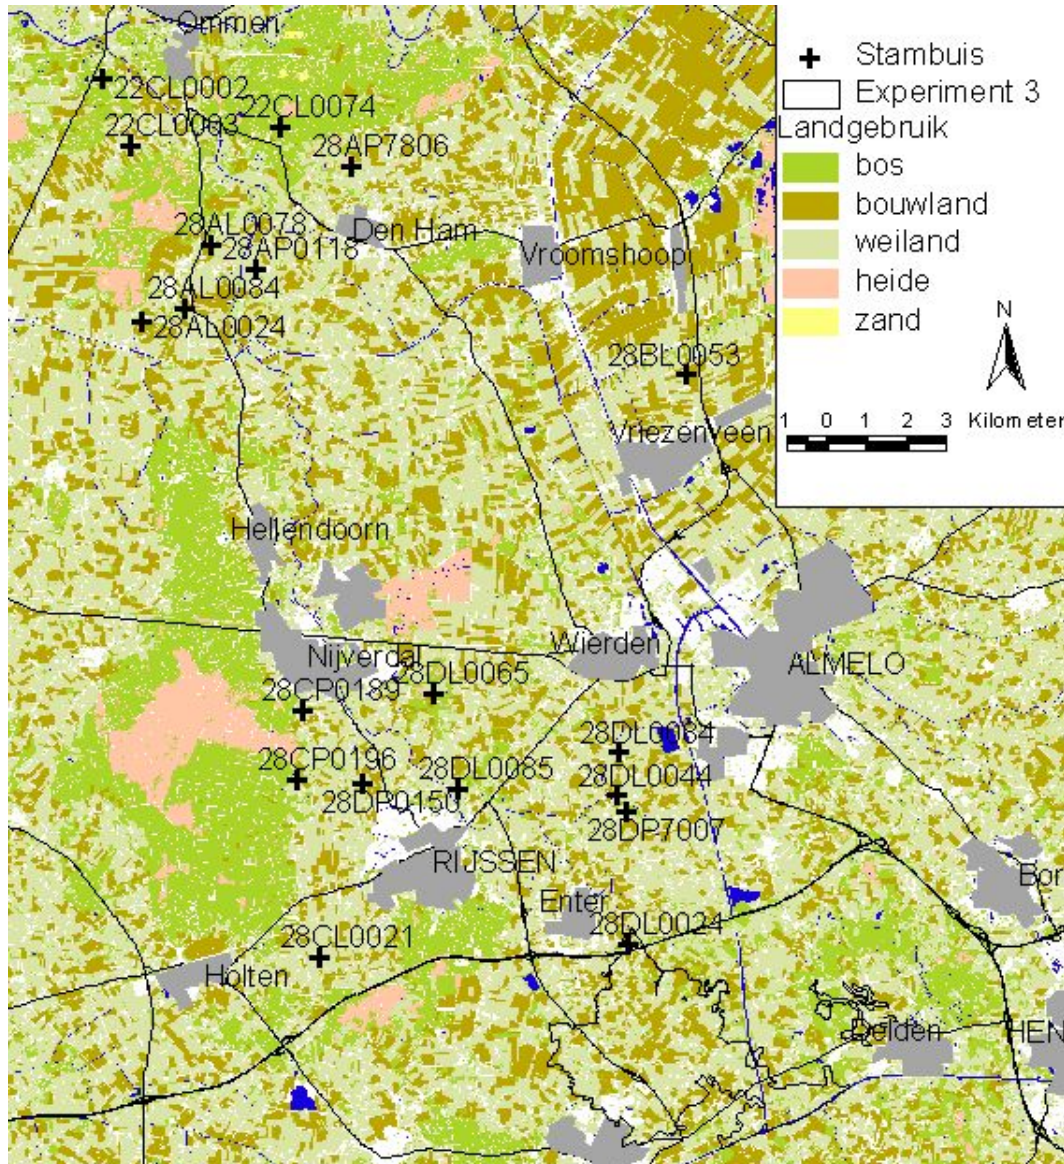 Ommen
22CL0002
22CL0074
22CL0003
28AP7806
28AL0078
Den Ham
28AP0118
Vroomshoop
28AL0084
28AL0024
28BL0053
Vriezenveen
Hellendoorn
Nijverdal
Wierden
ALMELO
28DL0065
28CP0189
28DL0084
28CP0196
28DL0085
28DL0044
28DP0150
28DP7007
RIJSSEN
Bor
Enter
28DL0024
28CL0021
Holten
Delden
HEN
Stambuis
Experiment 3
Landgebruik
bos
bouwland
weiland
heide
zand
N
1 0 1 2 3 Kilometer